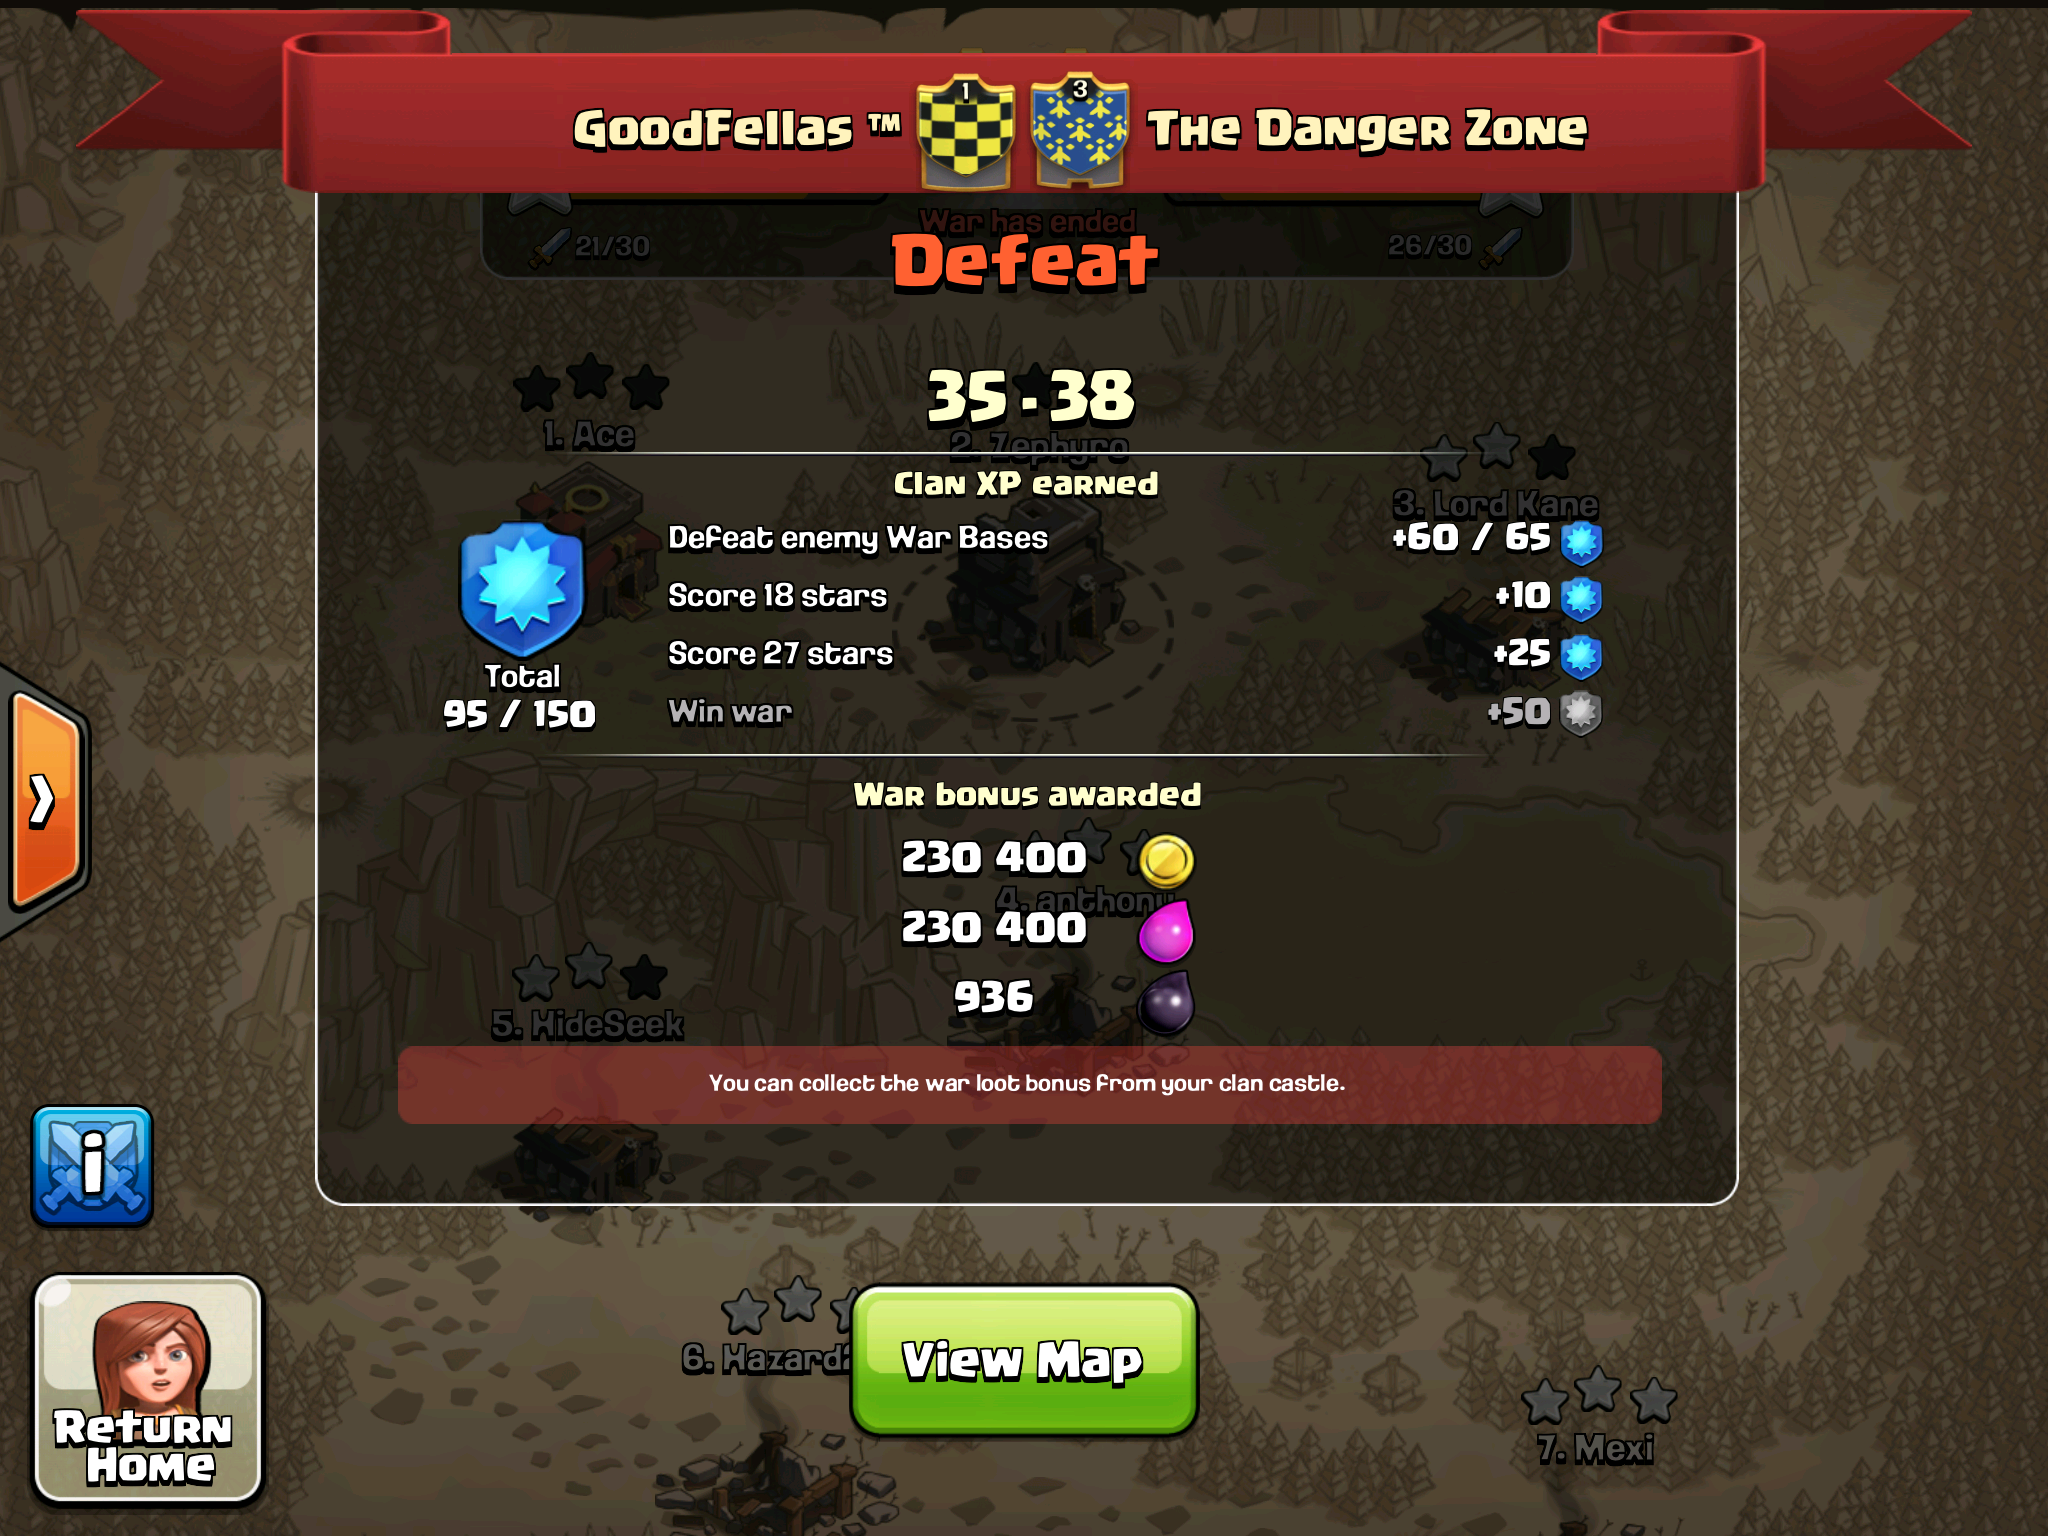 GoodFellas ™ 1 3 The Danger Zone
War has ended
21/30 26/30
Defeat
35 - 38
1. Ace
2. Zephyro
3. Lord Kane
Clan XP earned
Defeat enemy War Bases +60 / 65
Score 18 stars +10
Score 27 stars +25
Win war +50
Total
95 / 150
War bonus awarded
230 400
4. anthony
230 400
936
5. HideSeek
You can collect the war loot bonus from your clan castle.
i
6. Hazard
View Map
7. Mexi
Return
Home